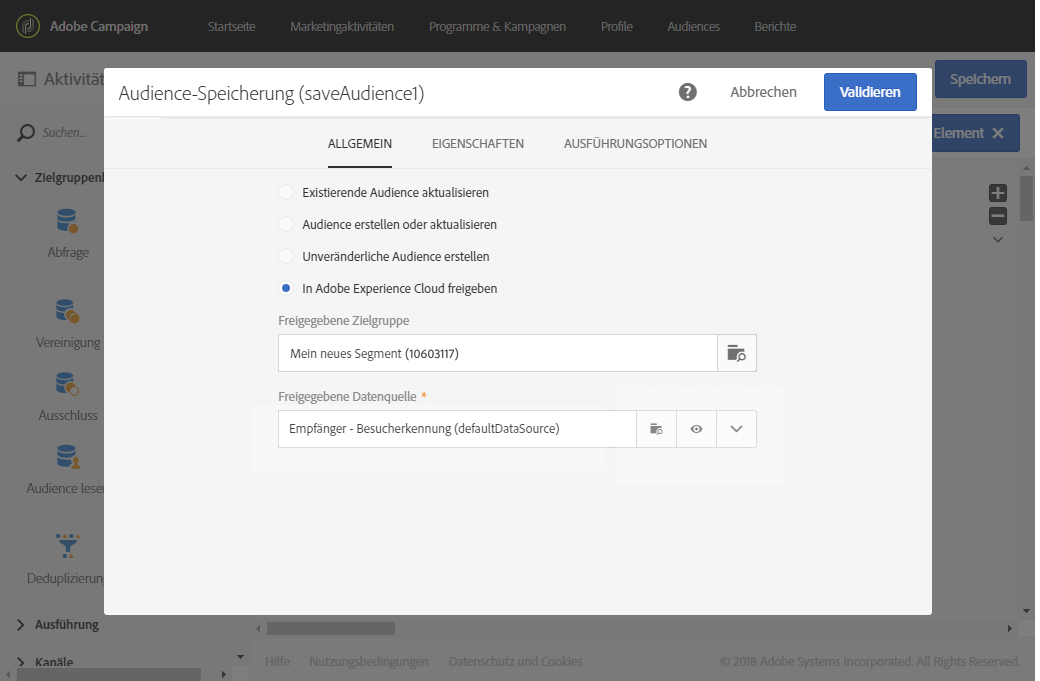 Adobe Campaign Startseite Marketingaktivitäten Programme & Kampagnen Profile Audiences Berichte
Aktivität
Speichern
Audience-Speicherung (saveAudience1)
? Abbrechen Validieren
Suchen...
Element
ALLGEMEIN EIGENSCHAFTEN AUSFÜHRUNGSOPTIONEN
Zielgruppen
Existierende Audience aktualisieren
Audience erstellen oder aktualisieren
Abfrage
Unveränderliche Audience erstellen
In Adobe Experience Cloud freigeben
Freigegebene Zielgruppe
Vereinigung
Mein neues Segment (10603117)
Freigegebene Datenquelle *
Ausschluss
Empfänger - Besucherkennung (defaultDataSource)
Audience lesen
Deduplizierun
Ausführung
Kanäle
Hilfe Nutzungsbedingungen Datenschutz und Cookies © 2018 Adobe Systems Incorporated. All Rights Reserved.